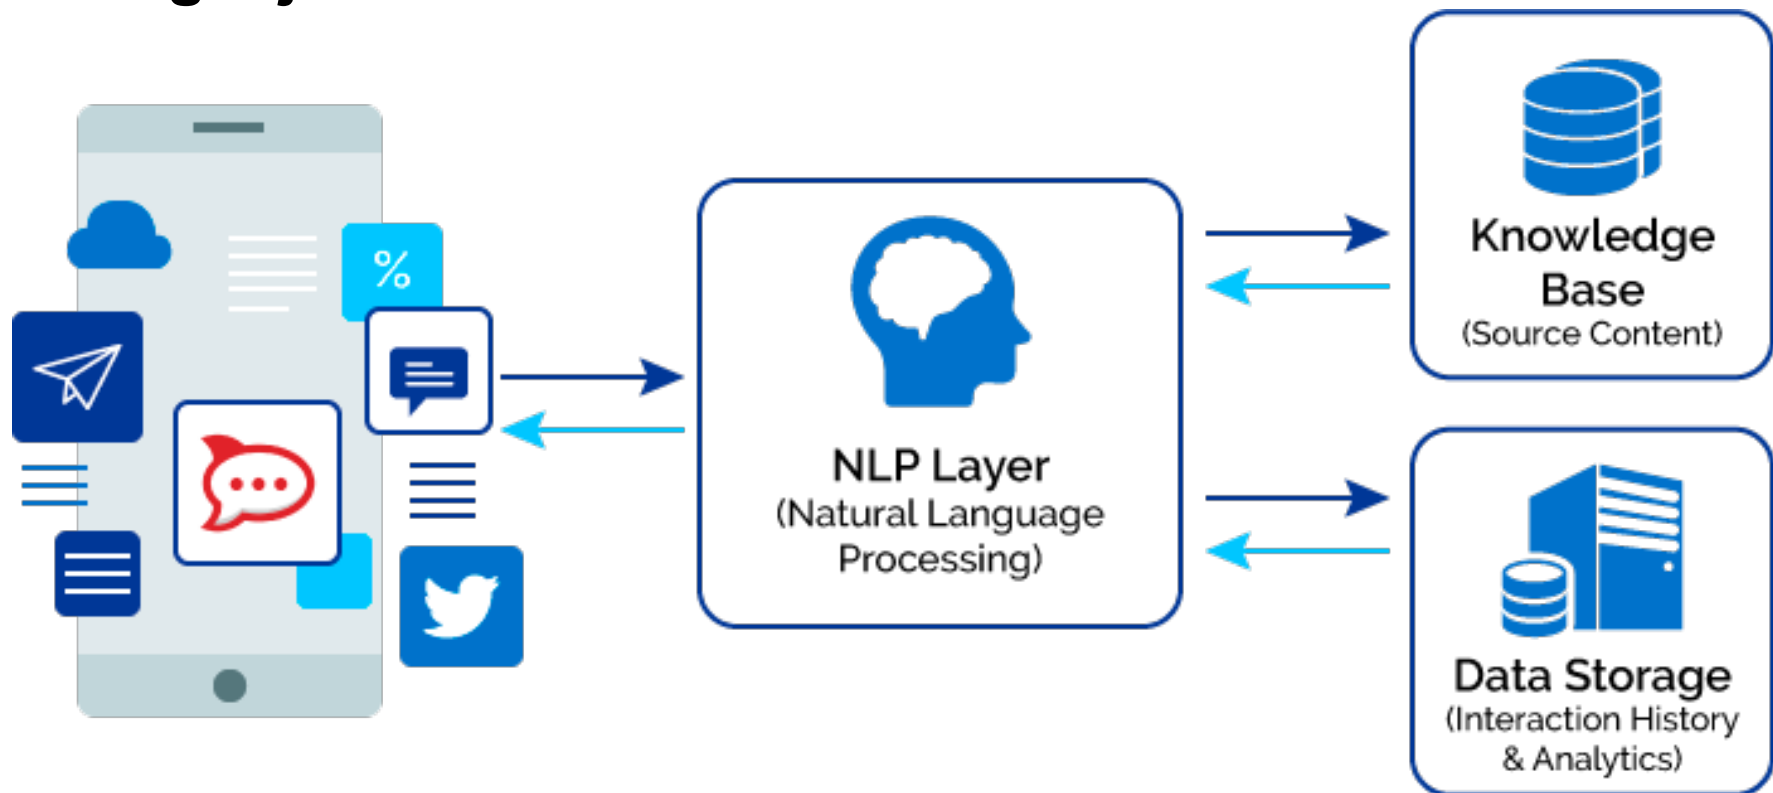 %
Knowledge
Base
(Source Content)
NLP Layer
(Natural Language
Processing)
Data Storage
(Interaction History
& Analytics)